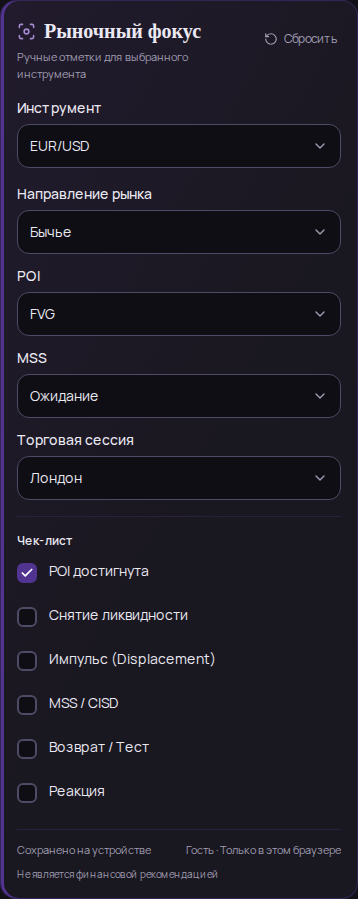 Рыночный фокус
Сбросить
Ручные отметки для выбранного
инструмента
Инструмент
EUR/USD
Направление рынка
Бычье
POI
FVG
MSS
Ожидание
Торговая сессия
Лондон
Чек-лист
POI достигнута
Снятие ликвидности
Импульс (Displacement)
MSS / CISD
Возврат / Тест
Реакция
Сохранено на устройстве
Гость · Только в этом браузере
Не является финансовой рекомендацией